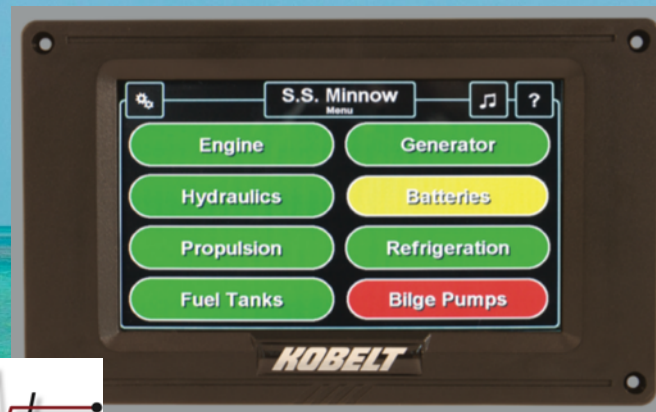 S.S. Minnow
Menu
?
Engine
Generator
Hydraulics
Batteries
Propulsion
Refrigeration
Fuel Tanks
Bilge Pumps
KOBELT